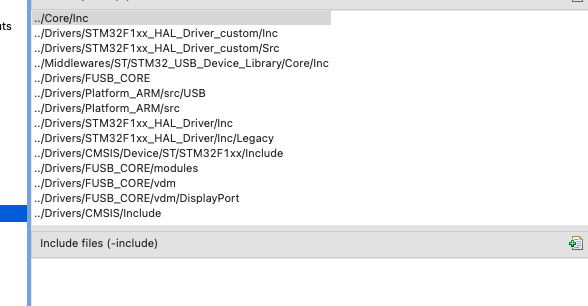 ../Core/Inc
uts
../Drivers/STM32F1xx_HAL_Driver_custom/Inc
../Drivers/STM32F1xx_HAL_Driver_custom/Src
../Middlewares/ST/STM32_USB_Device_Library/Core/Inc
../Drivers/FUSB_CORE
../Drivers/Platform_ARM/src/USB
../Drivers/Platform_ARM/src
../Drivers/STM32F1xx_HAL_Driver/Inc
../Drivers/STM32F1xx_HAL_Driver/Inc/Legacy
../Drivers/CMSIS/Device/ST/STM32F1xx/Include
../Drivers/FUSB_CORE/modules
../Drivers/FUSB_CORE/vdm
../Drivers/FUSB_CORE/vdm/DisplayPort
../Drivers/CMSIS/Include
Include files (-include)